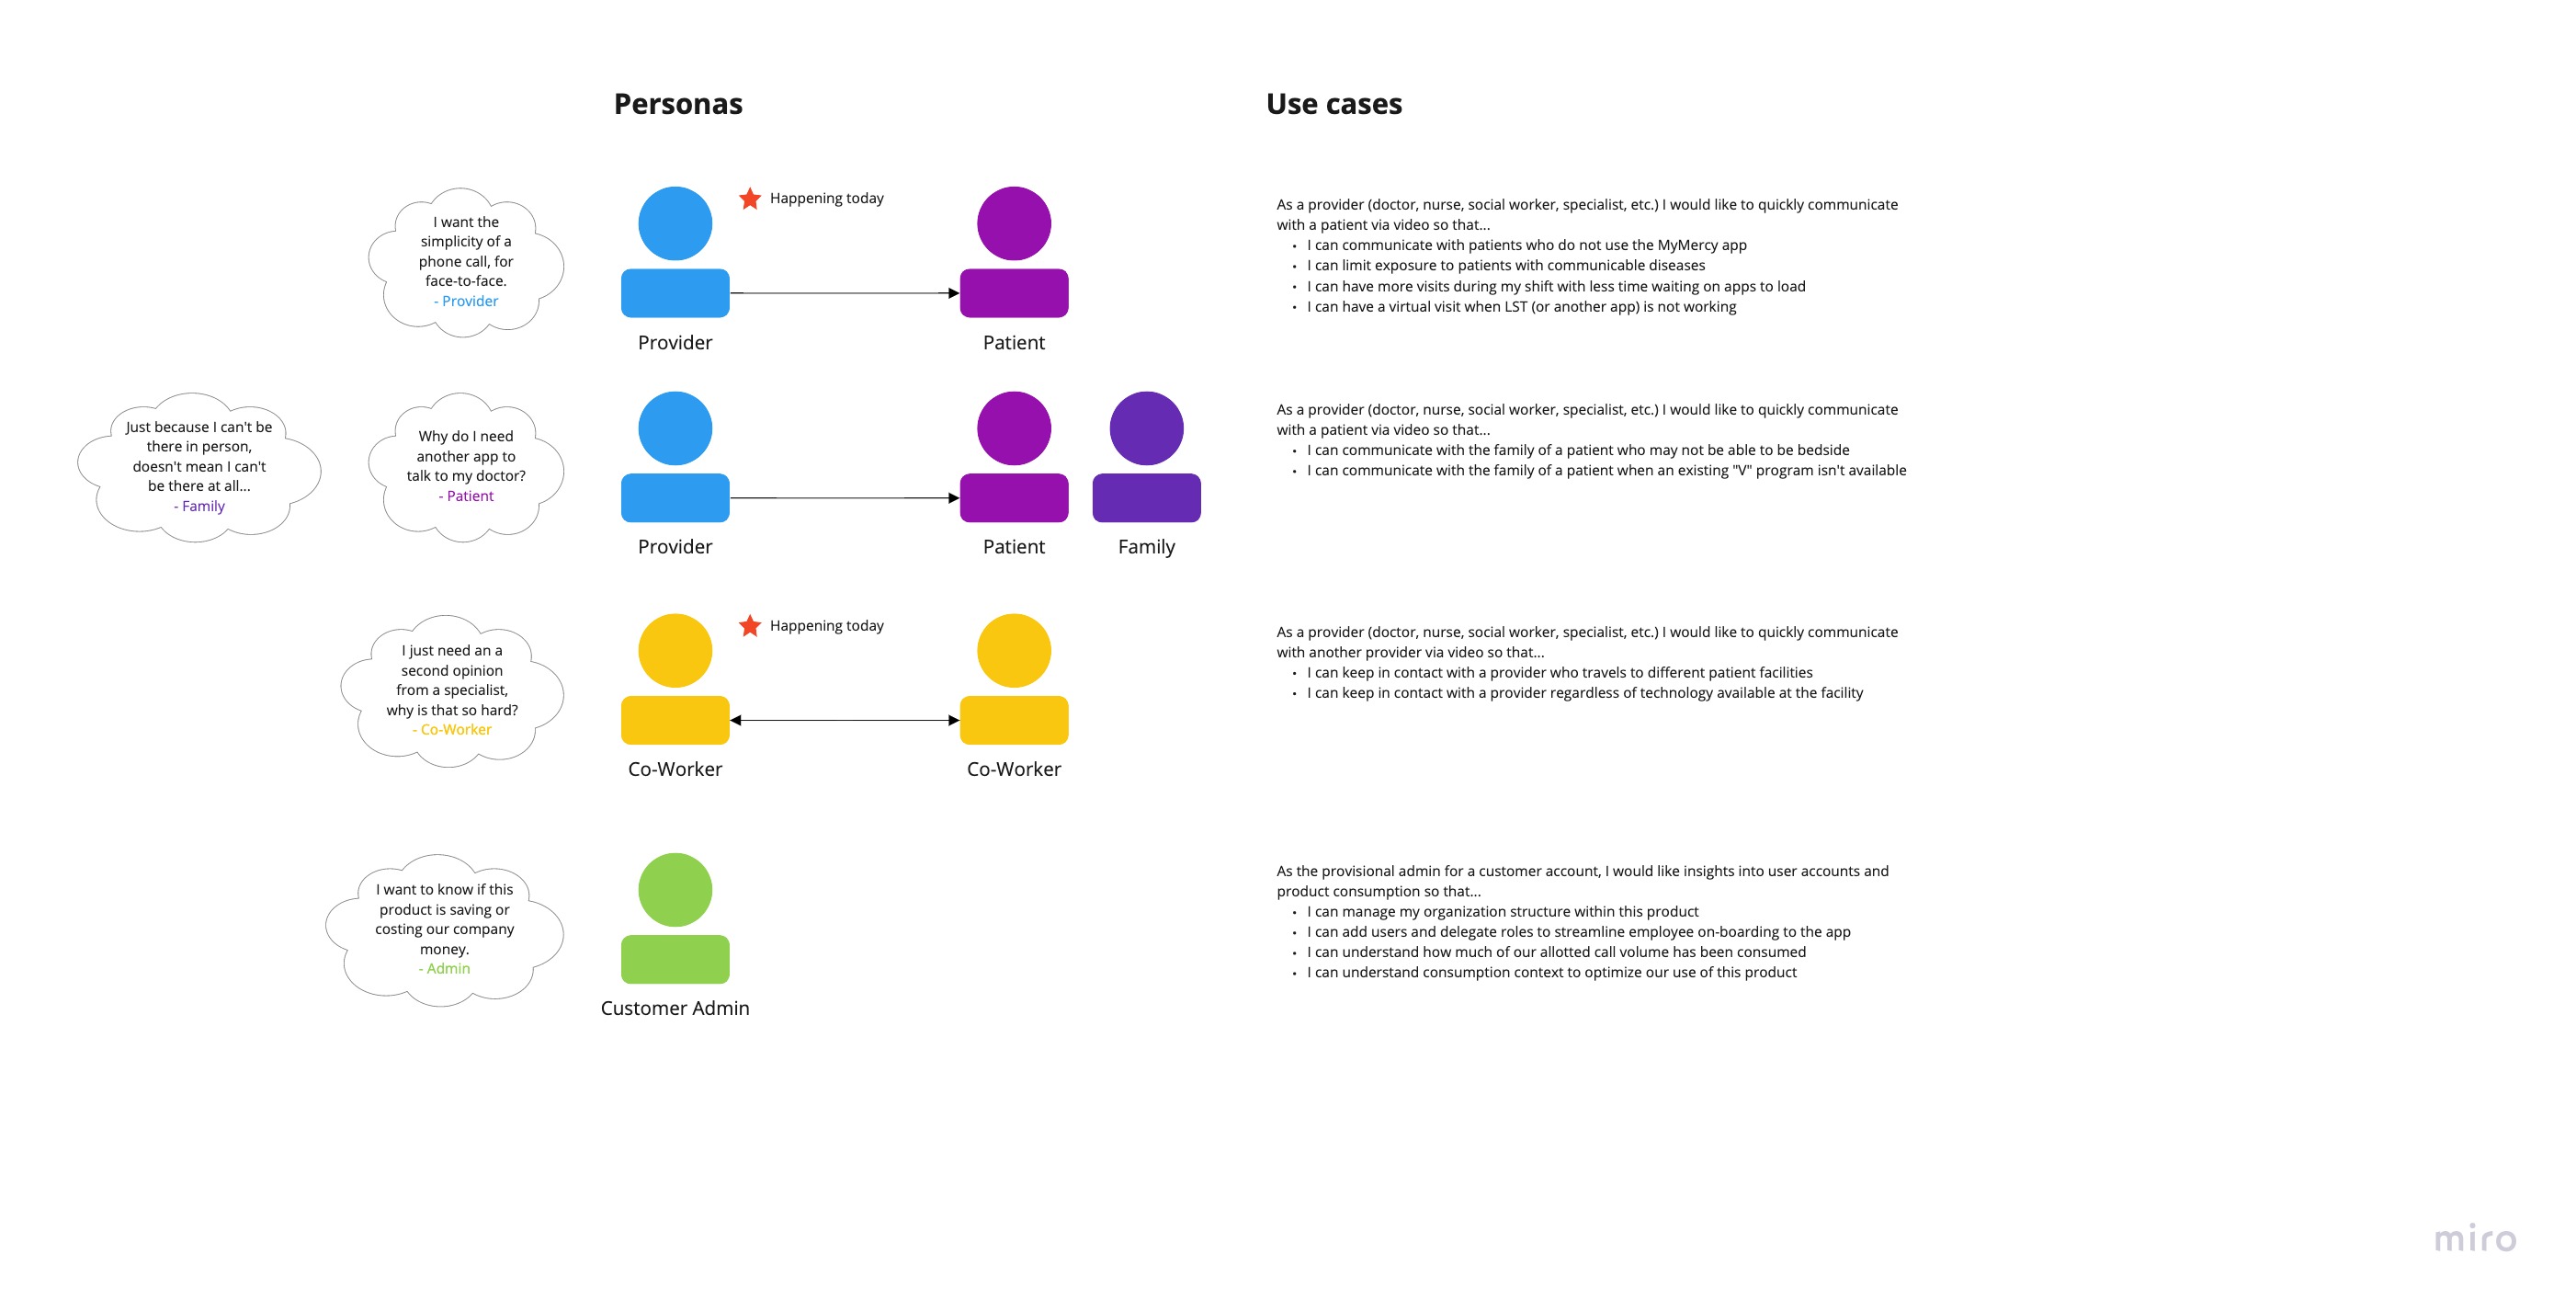 Personas
Use cases
I want the
simplicity of a
phone call, for
face-to-face.
- Provider
Happening today
Provider
Patient
As a provider (doctor, nurse, social worker, specialist, etc.) I would like to quickly communicate
with a patient via video so that...
• I can communicate with patients who do not use the MyMercy app
• I can limit exposure to patients with communicable diseases
• I can have more visits during my shift with less time waiting on apps to load
• I can have a virtual visit when LST (or another app) is not working
Just because I can't be
there in person,
doesn't mean I can't
be there at all...
- Family
Why do I need
another app to
talk to my doctor?
- Patient
Provider
Patient
Family
As a provider (doctor, nurse, social worker, specialist, etc.) I would like to quickly communicate
with a patient via video so that...
• I can communicate with the family of a patient who may not be able to be bedside
• I can communicate with the family of a patient when an existing "V" program isn't available
I just need an a
second opinion
from a specialist,
why is that so hard?
- Co-Worker
Happening today
Co-Worker
Co-Worker
As a provider (doctor, nurse, social worker, specialist, etc.) I would like to quickly communicate
with another provider via video so that...
• I can keep in contact with a provider who travels to different patient facilities
• I can keep in contact with a provider regardless of technology available at the facility
I want to know if this
product is saving or
costing our company
money.
- Admin
Customer Admin
As the provisional admin for a customer account, I would like insights into user accounts and
product consumption so that...
• I can manage my organization structure within this product
• I can add users and delegate roles to streamline employee on-boarding to the app
• I can understand how much of our allotted call volume has been consumed
• I can understand consumption context to optimize our use of this product
miro